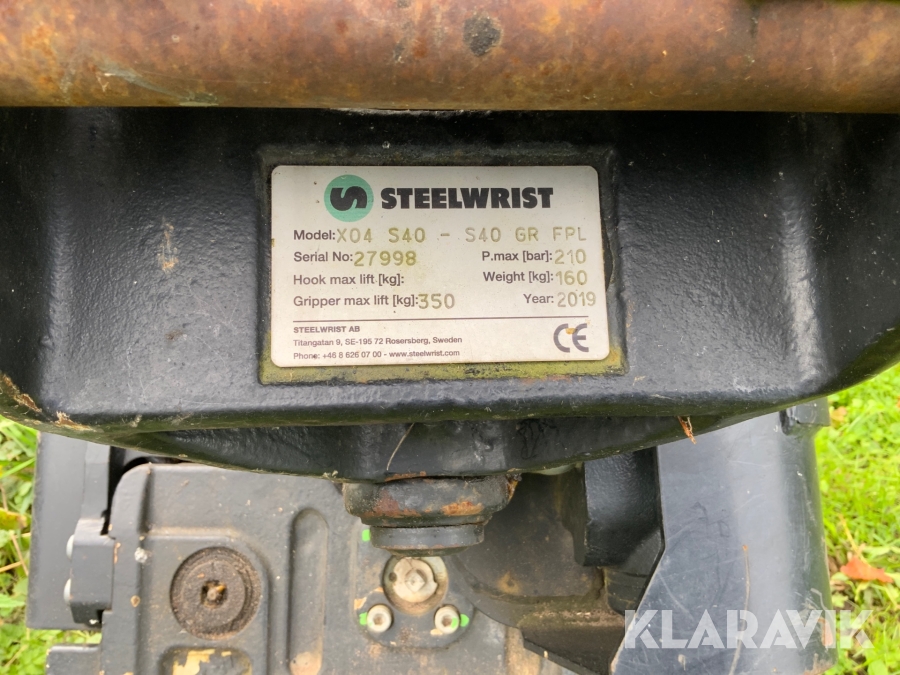 STEELWRIST
Model: X04 S40 - S40 GR FPL
Serial No: 27998 P.max [bar]: 210
Hook max lift [kg]: Weight [kg]: 160
Gripper max lift [kg]: 350 Year: 2019
STEELWRIST AB
Titangatan 9, SE-195 72 Rosersberg, Sweden
Phone: +46 8 626 07 00 - www.steelwrist.com
CE
KLARAVIK